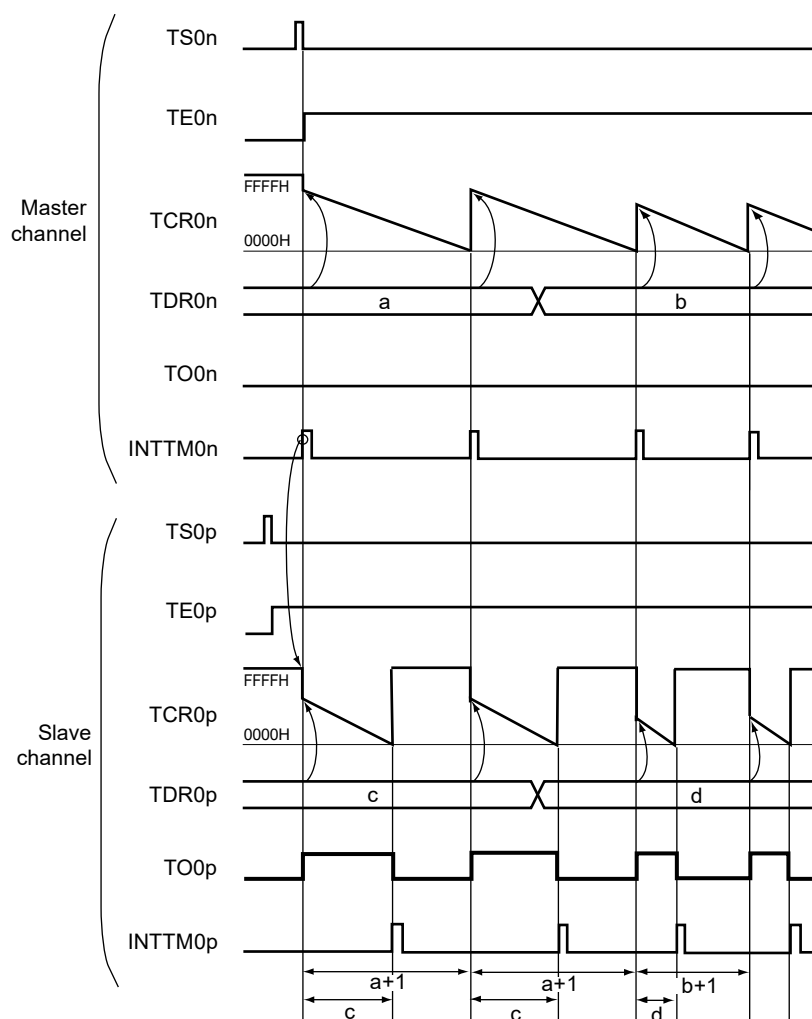 TS0n
TE0n
FFFFH
Master
channel
TCR0n
0000H
TDR0n
a
b
TO0n
INTTM0n
TS0p
TE0p
FFFFH
TCR0p
Slave
channel
0000H
TDR0p
c
d
TO0p
INTTM0p
a+1
a+1
b+1
c
c
d